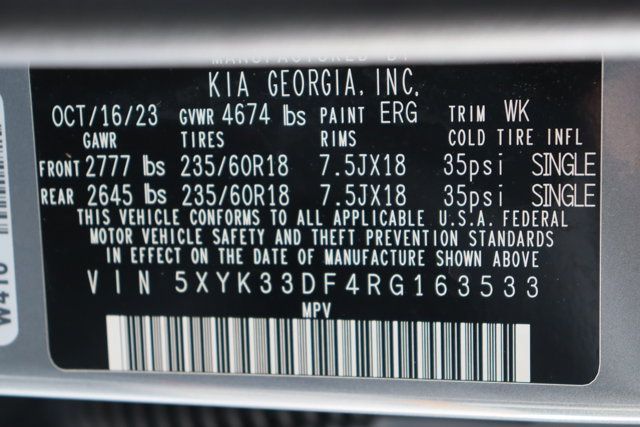 MANUFACTURED BY
KIA GEORGIA, INC.
OCT/16/23 GVWR 4674 lbs PAINT ERG TRIM WK
GAWR TIRES RIMS COLD TIRE INFL
FRONT 2777 lbs 235/60R18 7.5JX18 35psi SINGLE
REAR 2645 lbs 235/60R18 7.5JX18 35psi SINGLE
THIS VEHICLE CONFORMS TO ALL APPLICABLE U.S.A. FEDERAL
MOTOR VEHICLE SAFETY AND THEFT PREVENTION STANDARDS
IN EFFECT ON THE DATE OF MANUFACTURE SHOWN ABOVE
VIN 5XYK33DF4RG163533
MPV